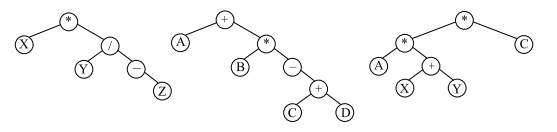 * + *
X / A * * C
Y − B − A +
Z + X Y
C D